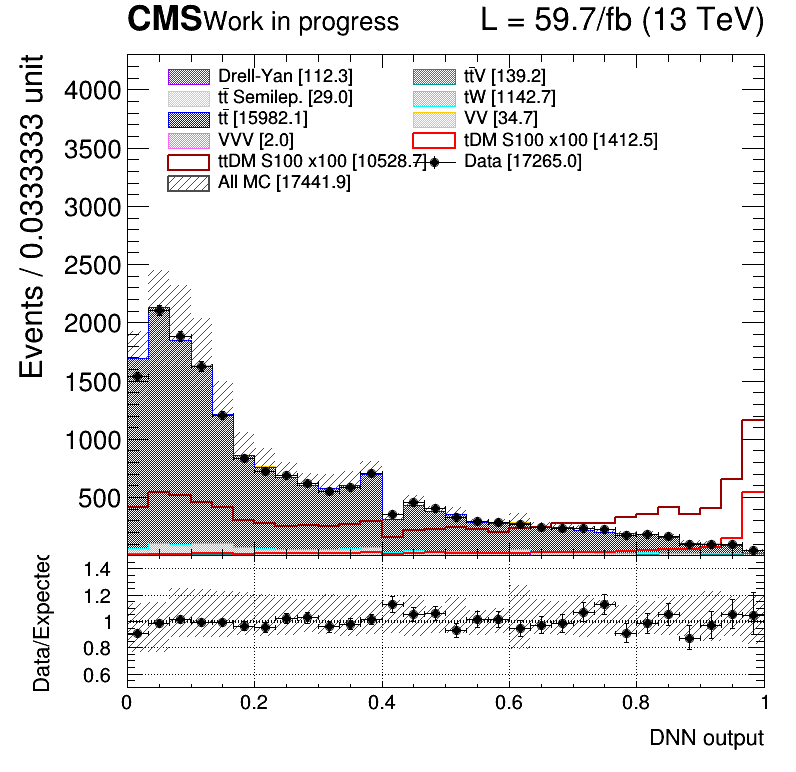 CMS Work in progress L = 59.7/fb (13 TeV)
Events / 0.0333333 unit
4000
3500
3000
2500
2000
1500
1000
500
Drell-Yan [112.3]
tt̄V [139.2]
tt̄ Semilep. [29.0]
tW [1142.7]
tt̄ [15982.1]
VV [34.7]
VVV [2.0]
tDM S100 x100 [1412.5]
ttDM S100 x100 [10528.7]
Data [17265.0]
All MC [17441.9]
Data/Expected
1.4
1.2
1
0.8
0.6
0 0.2 0.4 0.6 0.8 1
DNN output